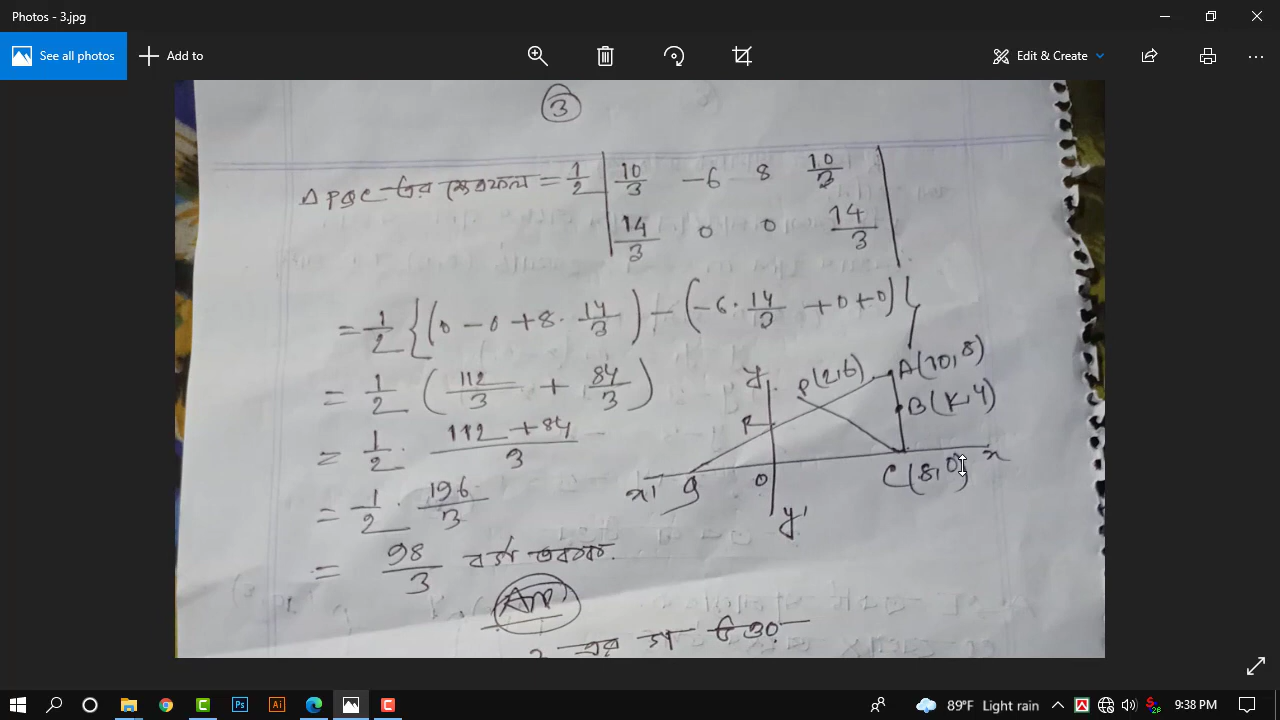 Photos - 3.jpg
See all photos
Add to
Edit & Create
3
Δ PQC-এর ক্ষেত্রফল = 1/2 | 10/3 -6 8 10/3 |
| 14/3 0 0 14/3 |
= 1/2 {(0 - 0 + 8 · 14/3) - (-6 · 14/3 + 0 + 0)}
= 1/2 (112/3 + 84/3)
= 1/2 · 112 + 84/3
= 1/2 · 196/3
= 98/3 বর্গ একক.
Ans
y
P(2,6)
A(10,8)
R
B(K,4)
x'
Q
O
C(8,0)
x
y'
এর গ ও
89°F Light rain
9:38 PM